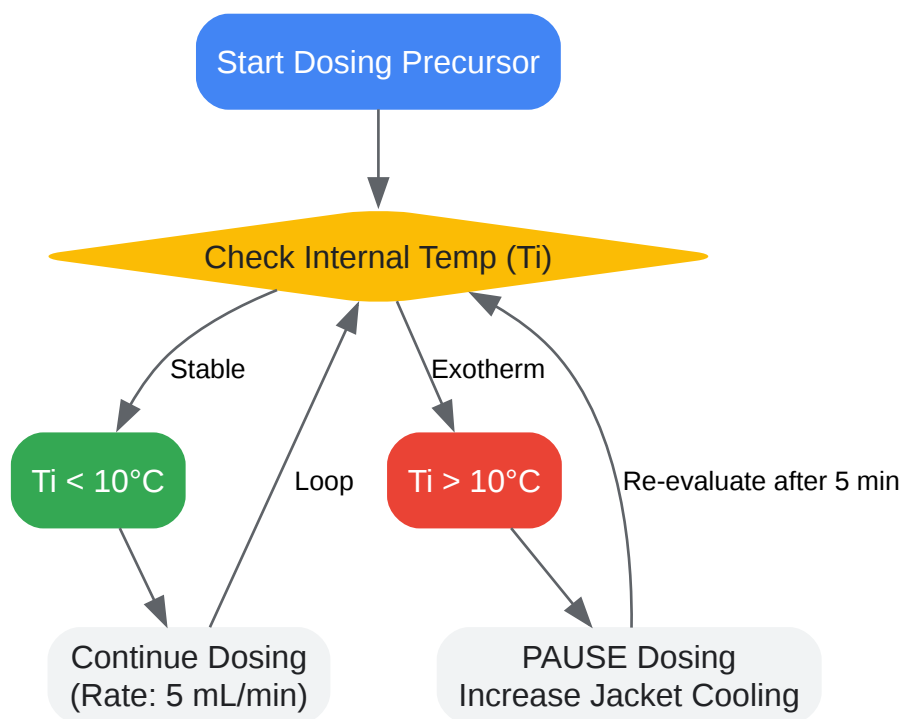 Start Dosing Precursor
Check Internal Temp (Ti)
Stable
Exotherm
Ti < 10°C
Loop
Ti > 10°C
Re-evaluate after 5 min
Continue Dosing
(Rate: 5 mL/min)
PAUSE Dosing
Increase Jacket Cooling